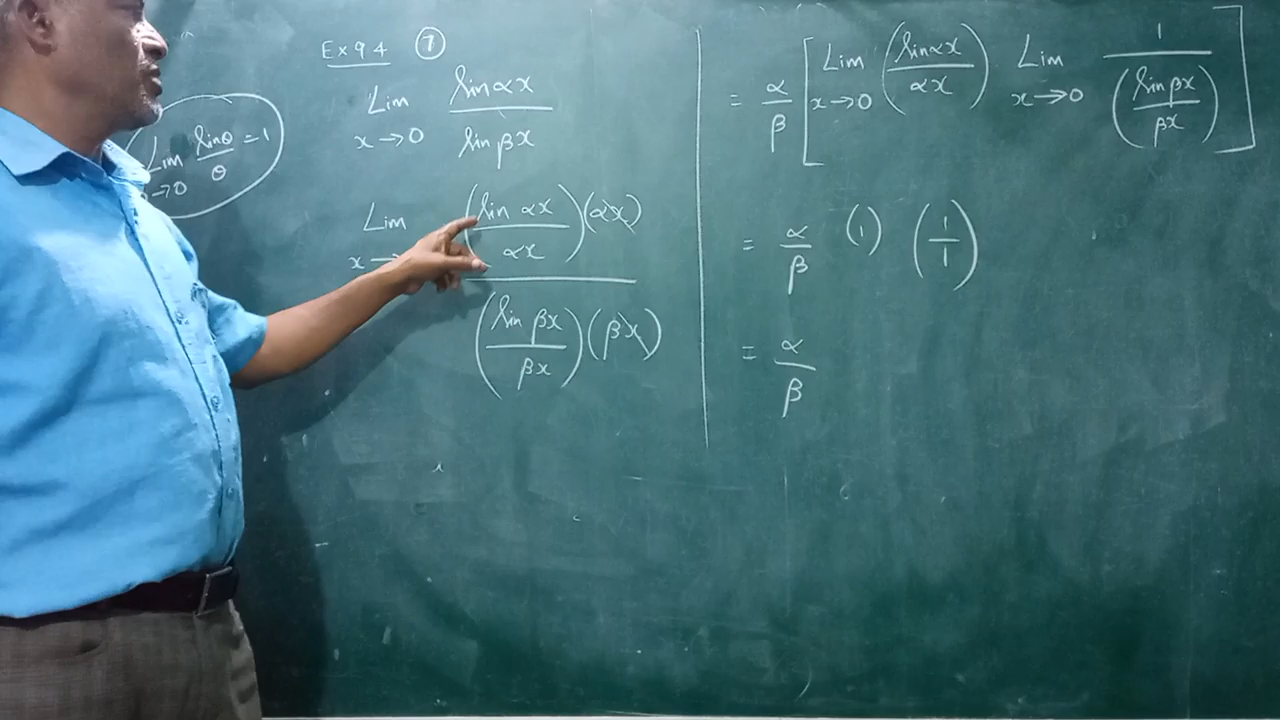 Ex 9 4 ⑦
Lim sin αx
x→0 sin βx
Lim sinθ = 1
→0 θ
Lim (sin αx / αx)(αx)
x→
(sin βx / βx)(βx)
= α/β [ Lim x→0 (sin αx / αx) Lim x→0 1 / (sin βx / βx) ]
= α/β (1) (1/1)
= α/β